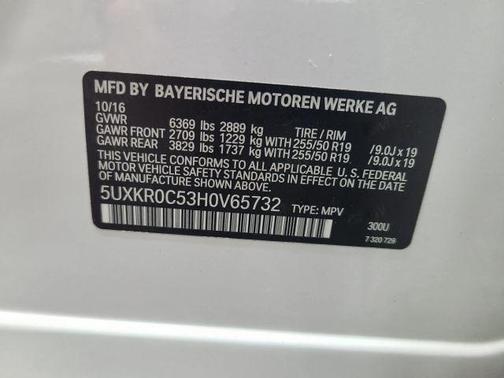 MFD BY BAYERISCHE MOTOREN WERKE AG
10/16
GVWR 6369 lbs 2889 kg TIRE / RIM
GAWR FRONT 2709 lbs 1229 kg WITH 255/50 R19 /9.0J x 19
GAWR REAR 3829 lbs 1737 kg WITH 255/50 R19 /9.0J x 19
THIS VEHICLE CONFORMS TO ALL APPLICABLE U.S. FEDERAL
MOTOR VEHICLE SAFETY STANDARDS IN EFFECT ON THE DATE OF
MANUFACTURE SHOWN ABOVE.
5UXKR0C53H0V65732 TYPE: MPV 300U
7 320 728